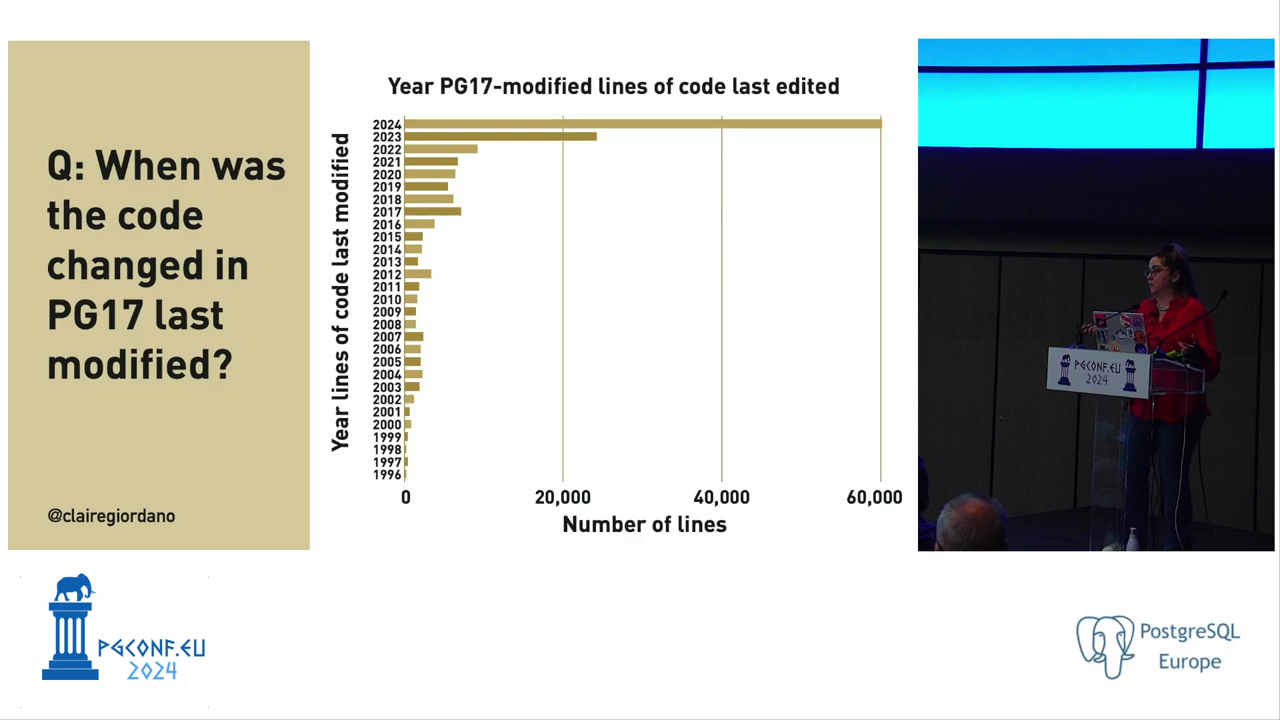 Q: When was
the code
changed in
PG17 last
modified?
@clairegiordano
Year PG17-modified lines of code last edited
Year lines of code last modified
2024
2023
2022
2021
2020
2019
2018
2017
2016
2015
2014
2013
2012
2011
2010
2009
2008
2007
2006
2005
2004
2003
2002
2001
2000
1999
1998
1997
1996
0 20,000 40,000 60,000
Number of lines
PGCONF.EU
2024
PGCONF.EU
2024
PostgreSQL
Europe